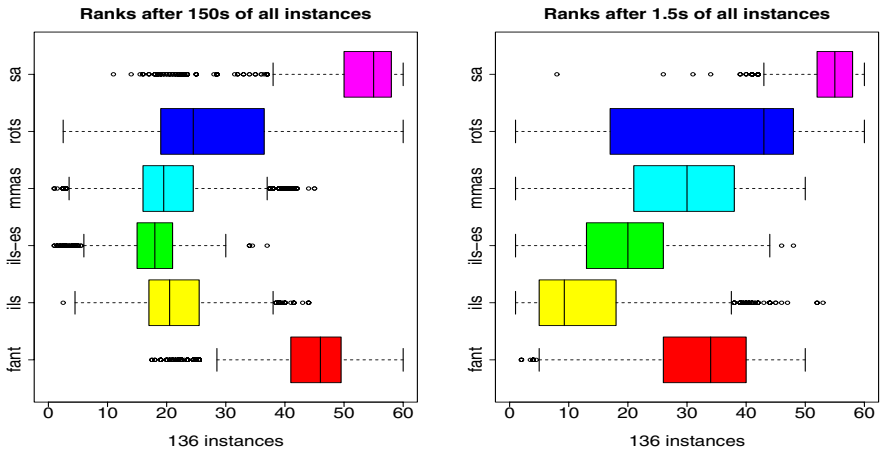 Ranks after 150s of all instances
sa
rots
mmas
ils−es
ils
fant
0 10 20 30 40 50 60
136 instances
Ranks after 1.5s of all instances
sa
rots
mmas
ils−es
ils
fant
0 10 20 30 40 50 60
136 instances